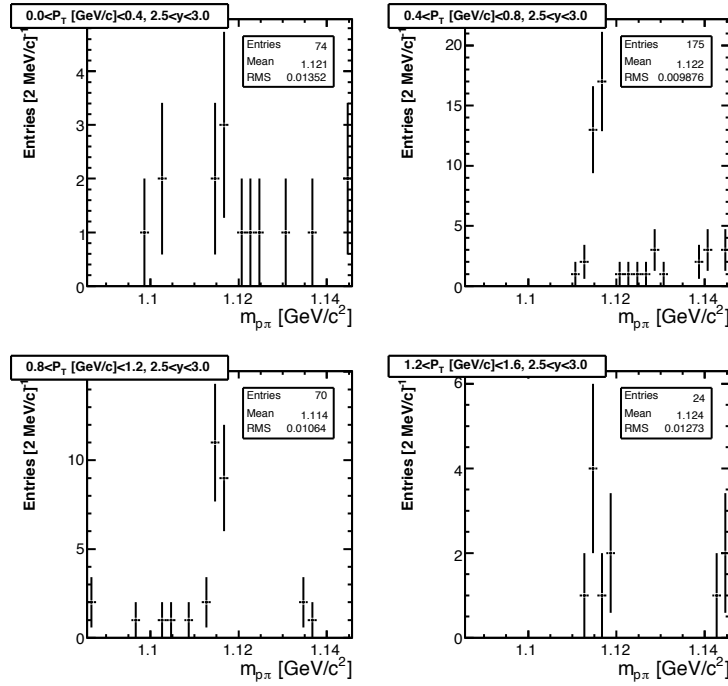 0.0<P_T [GeV/c]<0.4, 2.5<y<3.0
Entries 74
Mean 1.121
RMS 0.01352
Entries [2 MeV/c]^-1
4
3
2
1
0
1.1 1.12 1.14
m_pπ [GeV/c^2]
0.4<P_T [GeV/c]<0.8, 2.5<y<3.0
Entries 175
Mean 1.122
RMS 0.009876
Entries [2 MeV/c]^-1
20
15
10
5
0
1.1 1.12 1.14
m_pπ [GeV/c^2]
0.8<P_T [GeV/c]<1.2, 2.5<y<3.0
Entries 70
Mean 1.114
RMS 0.01064
Entries [2 MeV/c]^-1
10
5
0
1.1 1.12 1.14
m_pπ [GeV/c^2]
1.2<P_T [GeV/c]<1.6, 2.5<y<3.0
Entries 24
Mean 1.124
RMS 0.01273
Entries [2 MeV/c]^-1
6
5
4
3
2
1
0
1.1 1.12 1.14
m_pπ [GeV/c^2]